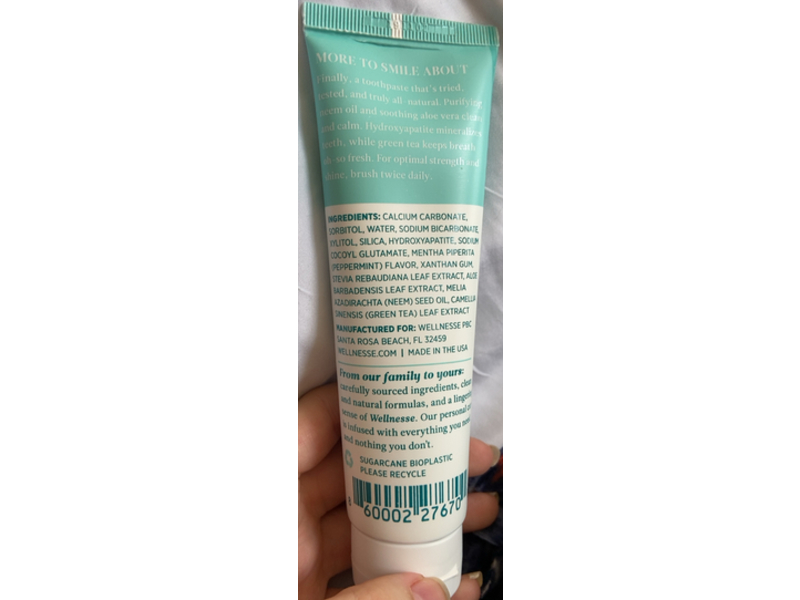 MORE TO SMILE ABOUT
Finally, a toothpaste that's tried,
tested, and truly all-natural. Purifying
neem oil and soothing aloe vera clean
and calm. Hydroxyapatite mineralizes
teeth, while green tea keeps breath
oh-so fresh. For optimal strength and
shine, brush twice daily.
INGREDIENTS: CALCIUM CARBONATE,
SORBITOL, WATER, SODIUM BICARBONATE,
XYLITOL, SILICA, HYDROXYAPATITE, SODIUM
COCOYL GLUTAMATE, MENTHA PIPERITA
(PEPPERMINT) FLAVOR, XANTHAN GUM,
STEVIA REBAUDIANA LEAF EXTRACT, ALOE
BARBADENSIS LEAF EXTRACT, MELIA
AZADIRACHTA (NEEM) SEED OIL, CAMELLIA
SINENSIS (GREEN TEA) LEAF EXTRACT
MANUFACTURED FOR: WELLNESSE PBC
SANTA ROSA BEACH, FL 32459
WELLNESSE.COM | MADE IN THE USA
From our family to yours:
carefully sourced ingredients, clean
and natural formulas, and a lingering
sense of Wellnesse. Our personal
is infused with everything you need
and nothing you don't.
SUGARCANE BIOPLASTIC
PLEASE RECYCLE
8 60002 27670